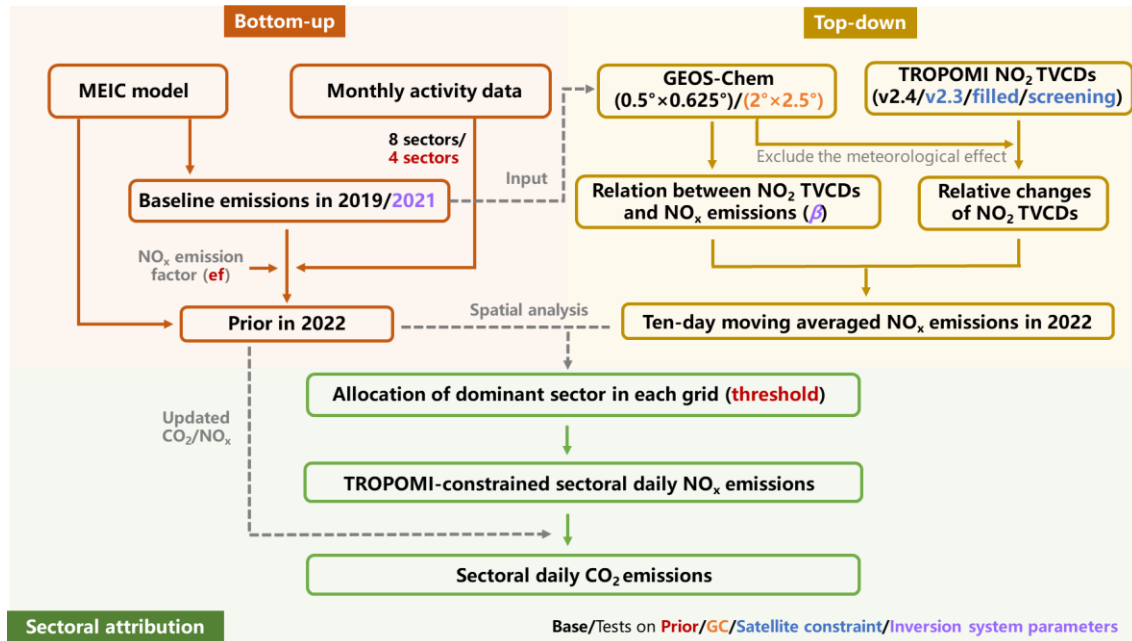 Bottom-up
Top-down
MEIC model
Monthly activity data
8 sectors/
4 sectors
Baseline emissions in 2019/2021
Input
NOₓ emission
factor (ef)
Prior in 2022
GEOS-Chem
(0.5°×0.625°)/(2°×2.5°)
TROPOMI NO₂ TVCDs
(v2.4/v2.3/filled/screening)
Exclude the meteorological effect
Relation between NO₂ TVCDs
and NOₓ emissions (β)
Relative changes
of NO₂ TVCDs
Spatial analysis
Ten-day moving averaged NOₓ emissions in 2022
Allocation of dominant sector in each grid (threshold)
Updated
CO₂/NOₓ
TROPOMI-constrained sectoral daily NOₓ emissions
Sectoral daily CO₂ emissions
Sectoral attribution
Base/Tests on Prior/GC/Satellite constraint/Inversion system parameters